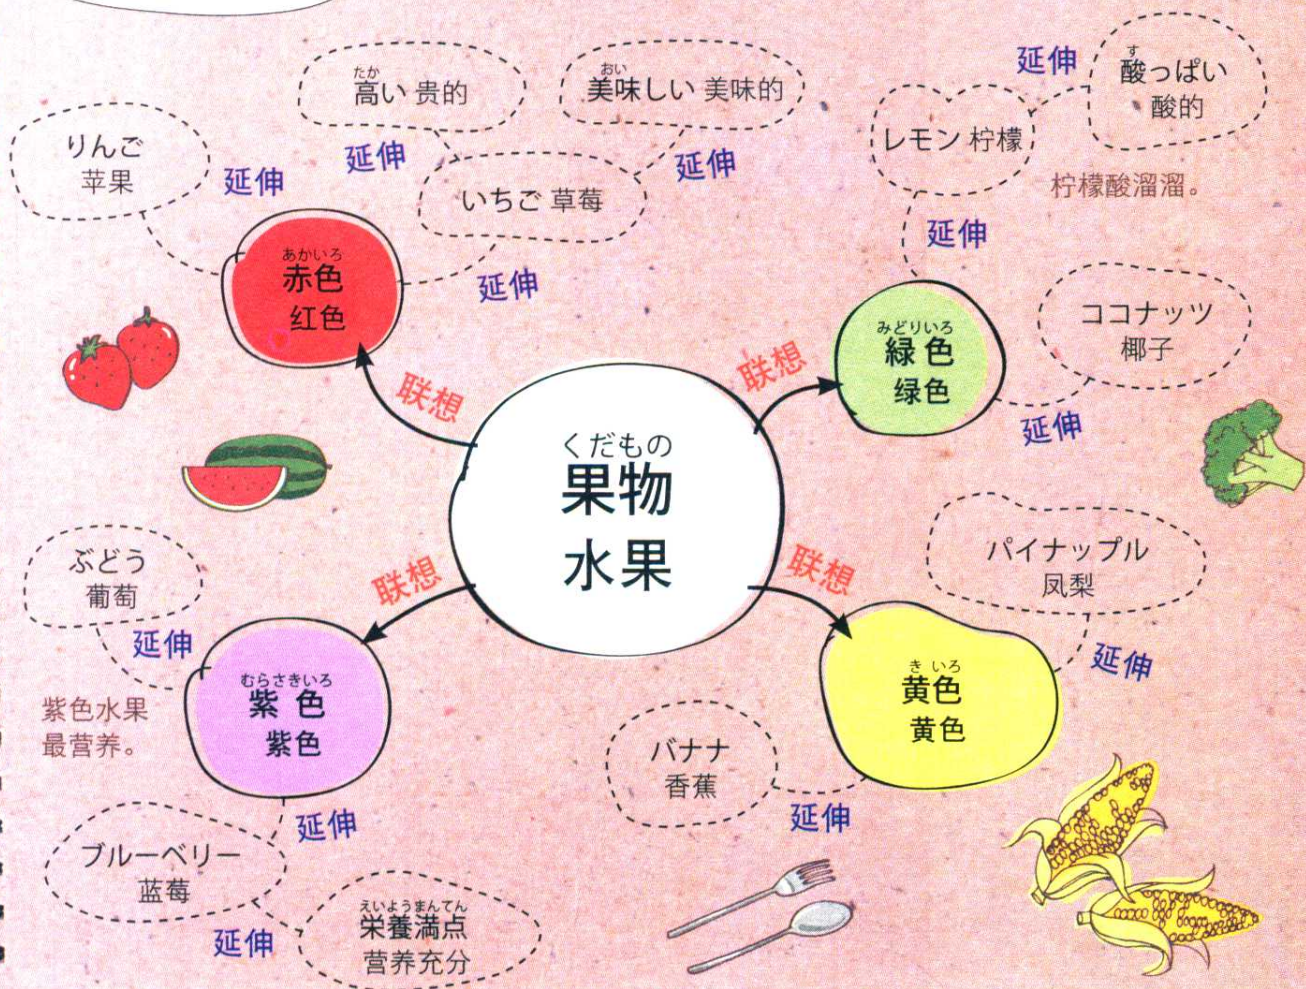 たか
高い 贵的
おい
美味しい 美味的
延伸
す
酸っぱい
酸的
りんご
苹果
延伸
延伸
いちご 草莓
延伸
レモン 柠檬
柠檬酸溜溜。
延伸
あかいろ
赤色
红色
延伸
みどりいろ
緑色
绿色
ココナッツ
椰子
延伸
联想
联想
くだもの
果物
水果
联想
联想
パイナップル
凤梨
延伸
ぶどう
葡萄
延伸
むらさきいろ
紫色
紫色
紫色水果
最营养。
きいろ
黄色
黄色
バナナ
香蕉
延伸
延伸
ブルーベリー
蓝莓
延伸
えいようまんてん
栄養満点
营养充分